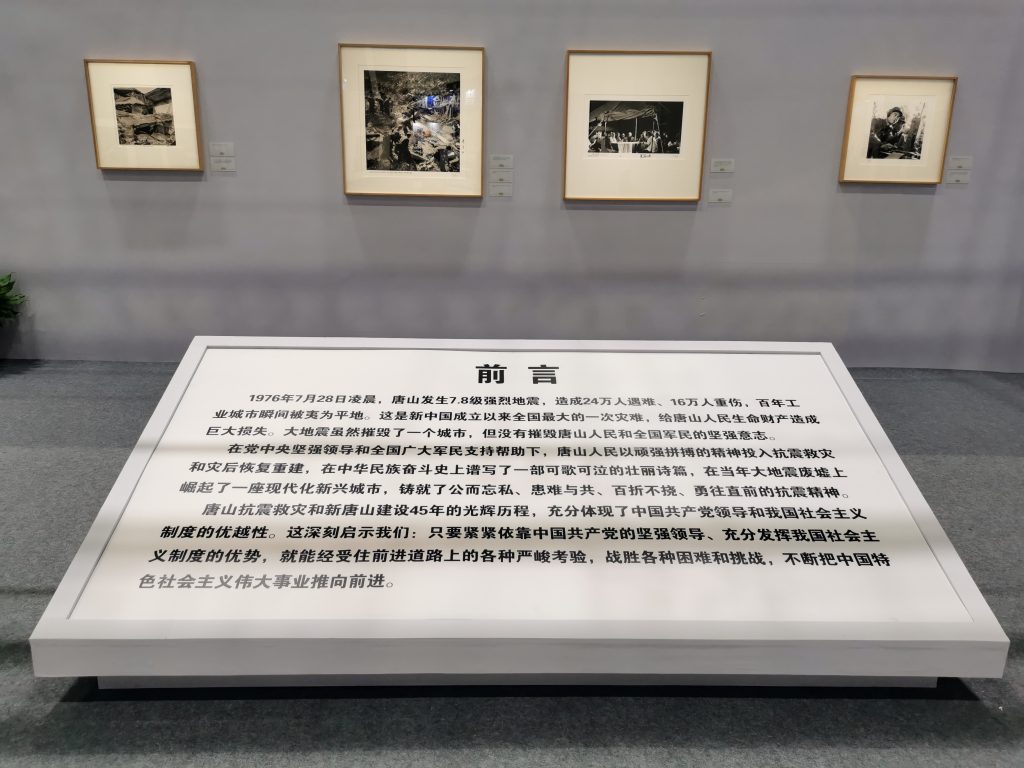 前言
1976年7月28日凌晨，唐山发生7.8级强烈地震，造成24万人遇难、16万人重伤，百年工
业城市瞬间被夷为平地。这是新中国成立以来全国最大的一次灾难，给唐山人民生命财产造成
巨大损失。大地震虽然摧毁了一个城市，但没有摧毁唐山人民和全国军民的坚强意志。
在党中央坚强领导和全国广大军民支持帮助下，唐山人民以顽强拼搏的精神投入抗震救灾
和灾后恢复重建，在中华民族奋斗史上谱写了一部可歌可泣的壮丽诗篇，在当年大地震废墟上
崛起了一座现代化新兴城市，铸就了公而忘私、患难与共、百折不挠、勇往直前的抗震精神。
唐山抗震救灾和新唐山建设45年的光辉历程，充分体现了中国共产党领导和我国社会主义
制度的优越性。这深刻启示我们：只要紧紧依靠中国共产党的坚强领导、充分发挥我国社会主
义制度的优势，就能经受住前进道路上的各种严峻考验，战胜各种困难和挑战，不断把中国特
色社会主义伟大事业推向前进。